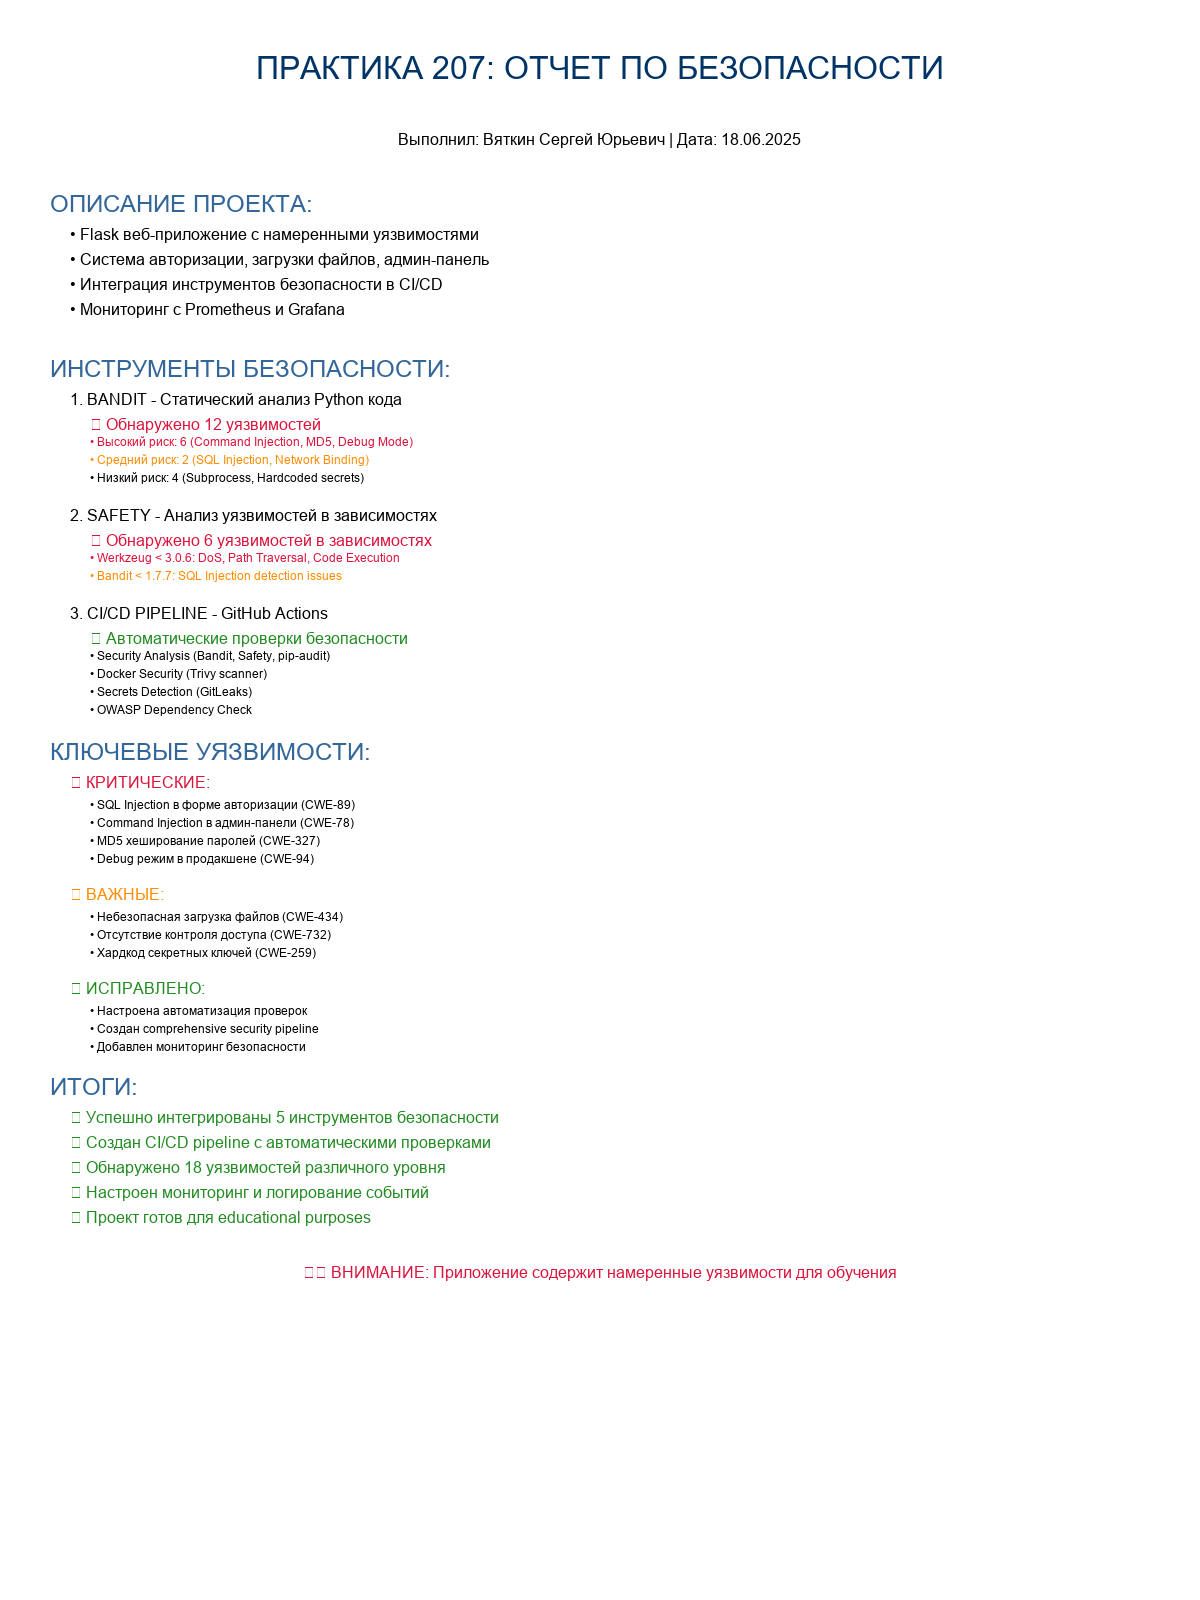 ПРАКТИКА 207: ОТЧЕТ ПО БЕЗОПАСНОСТИ
Выполнил: Вяткин Сергей Юрьевич | Дата: 18.06.2025
ОПИСАНИЕ ПРОЕКТА:
• Flask веб-приложение с намеренными уязвимостями
• Система авторизации, загрузки файлов, админ-панель
• Интеграция инструментов безопасности в CI/CD
• Мониторинг с Prometheus и Grafana
ИНСТРУМЕНТЫ БЕЗОПАСНОСТИ:
1. BANDIT - Статический анализ Python кода
Обнаружено 12 уязвимостей
• Высокий риск: 6 (Command Injection, MD5, Debug Mode)
• Средний риск: 2 (SQL Injection, Network Binding)
• Низкий риск: 4 (Subprocess, Hardcoded secrets)
2. SAFETY - Анализ уязвимостей в зависимостях
Обнаружено 6 уязвимостей в зависимостях
• Werkzeug < 3.0.6: DoS, Path Traversal, Code Execution
• Bandit < 1.7.7: SQL Injection detection issues
3. CI/CD PIPELINE - GitHub Actions
Автоматические проверки безопасности
• Security Analysis (Bandit, Safety, pip-audit)
• Docker Security (Trivy scanner)
• Secrets Detection (GitLeaks)
• OWASP Dependency Check
КЛЮЧЕВЫЕ УЯЗВИМОСТИ:
КРИТИЧЕСКИЕ:
• SQL Injection в форме авторизации (CWE-89)
• Command Injection в админ-панели (CWE-78)
• MD5 хеширование паролей (CWE-327)
• Debug режим в продакшене (CWE-94)
ВАЖНЫЕ:
• Небезопасная загрузка файлов (CWE-434)
• Отсутствие контроля доступа (CWE-732)
• Хардкод секретных ключей (CWE-259)
ИСПРАВЛЕНО:
• Настроена автоматизация проверок
• Создан comprehensive security pipeline
• Добавлен мониторинг безопасности
ИТОГИ:
Успешно интегрированы 5 инструментов безопасности
Создан CI/CD pipeline с автоматическими проверками
Обнаружено 18 уязвимостей различного уровня
Настроен мониторинг и логирование событий
Проект готов для educational purposes
ВНИМАНИЕ: Приложение содержит намеренные уязвимости для обучения